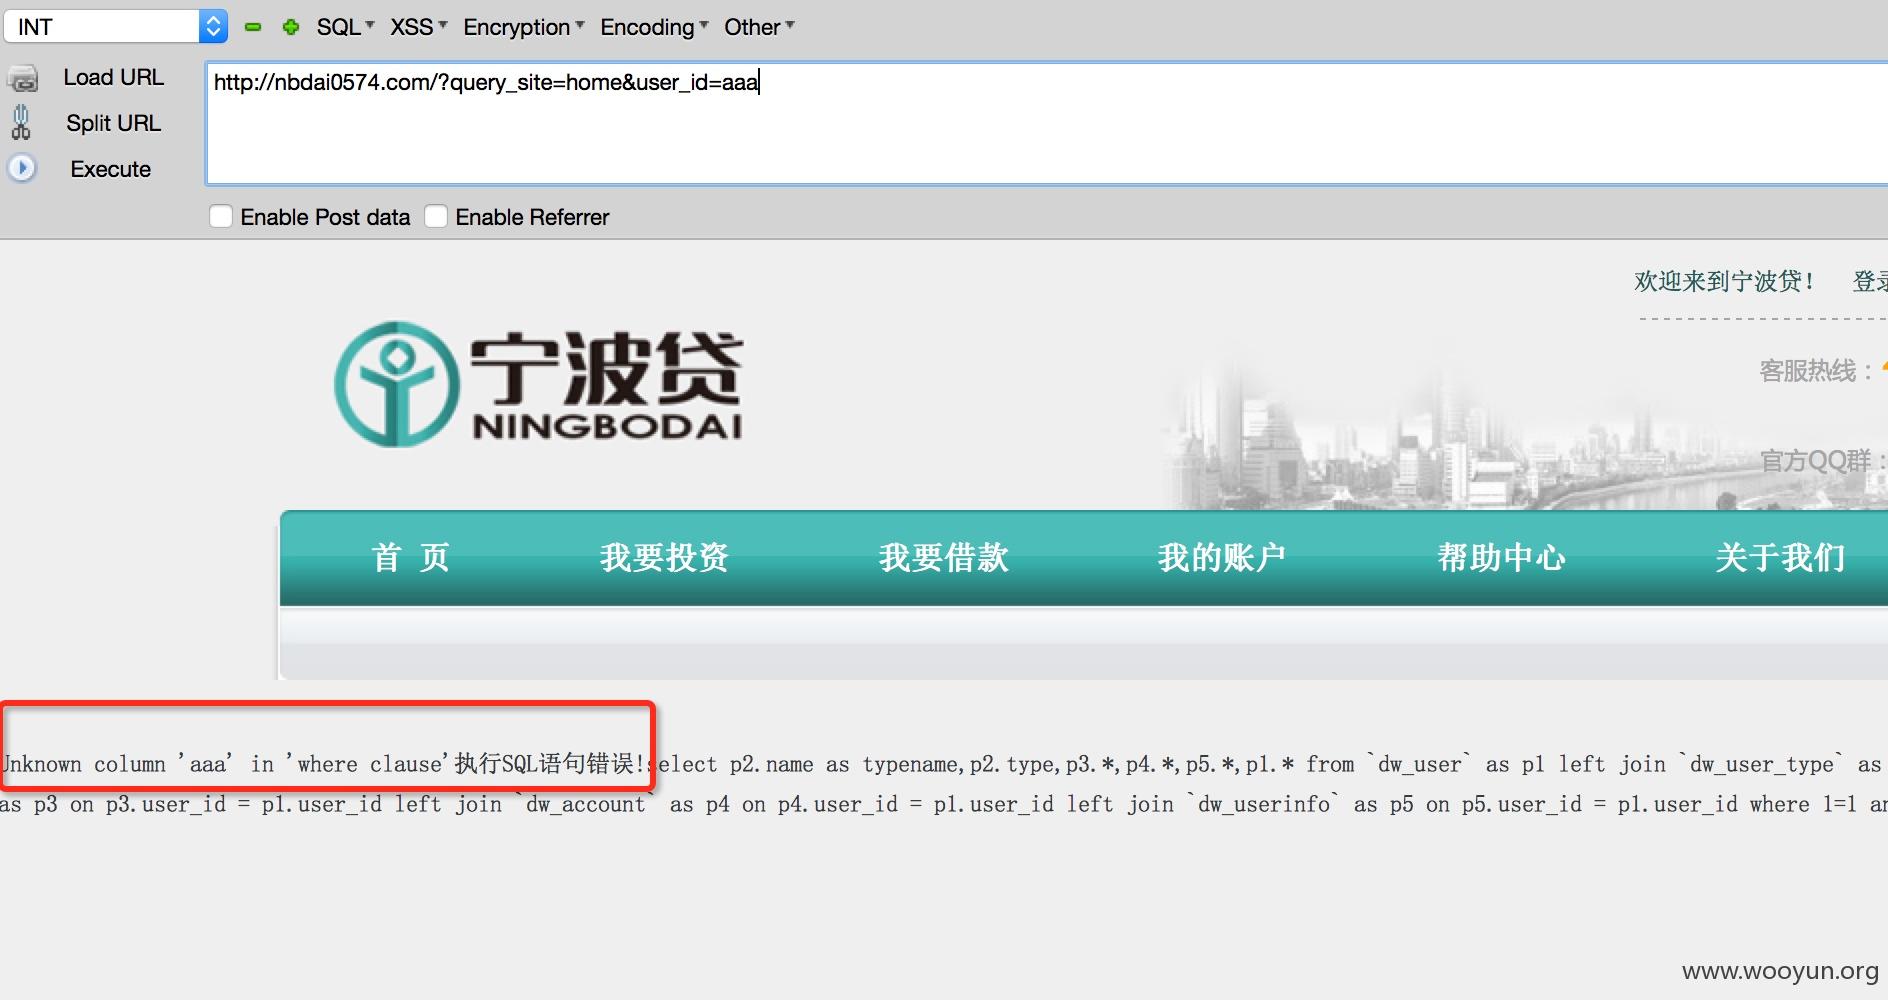 INT SQL XSS Encryption Encoding Other
Load URL
http://nbdai0574.com/?query_site=home&user_id=aaa
Split URL
Execute
Enable Post data Enable Referrer
欢迎来到宁波贷! 登录
宁波贷
NINGBODAI
客服热线：
官方QQ群：
首 页 我要投资 我要借款 我的账户 帮助中心 关于我们
Unknown column 'aaa' in 'where clause'执行SQL语句错误!select p2.name as typename,p2.type,p3.*,p4.*,p5.*,p1.* from `dw_user` as p1 left join `dw_user_type` as
as p3 on p3.user_id = p1.user_id left join `dw_account` as p4 on p4.user_id = p1.user_id left join `dw_userinfo` as p5 on p5.user_id = p1.user_id where 1=1
www.wooyun.org